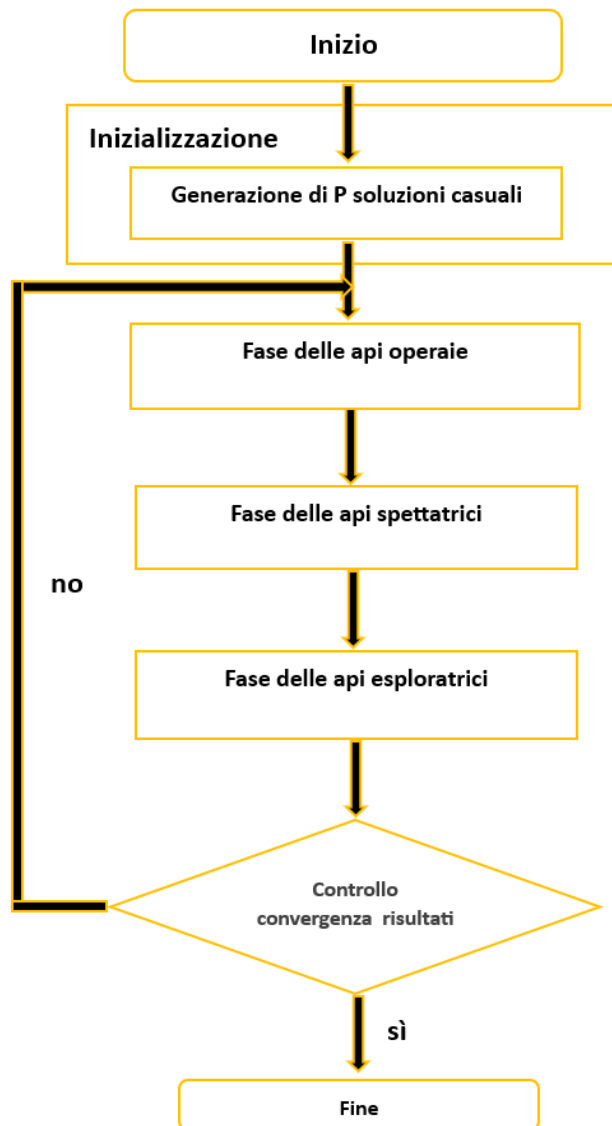 Inizio
Inizializzazione
Generazione di P soluzioni casuali
Fase delle api operaie
Fase delle api spettatrici
no
Fase delle api esploratrici
Controllo
convergenza risultati
sì
Fine